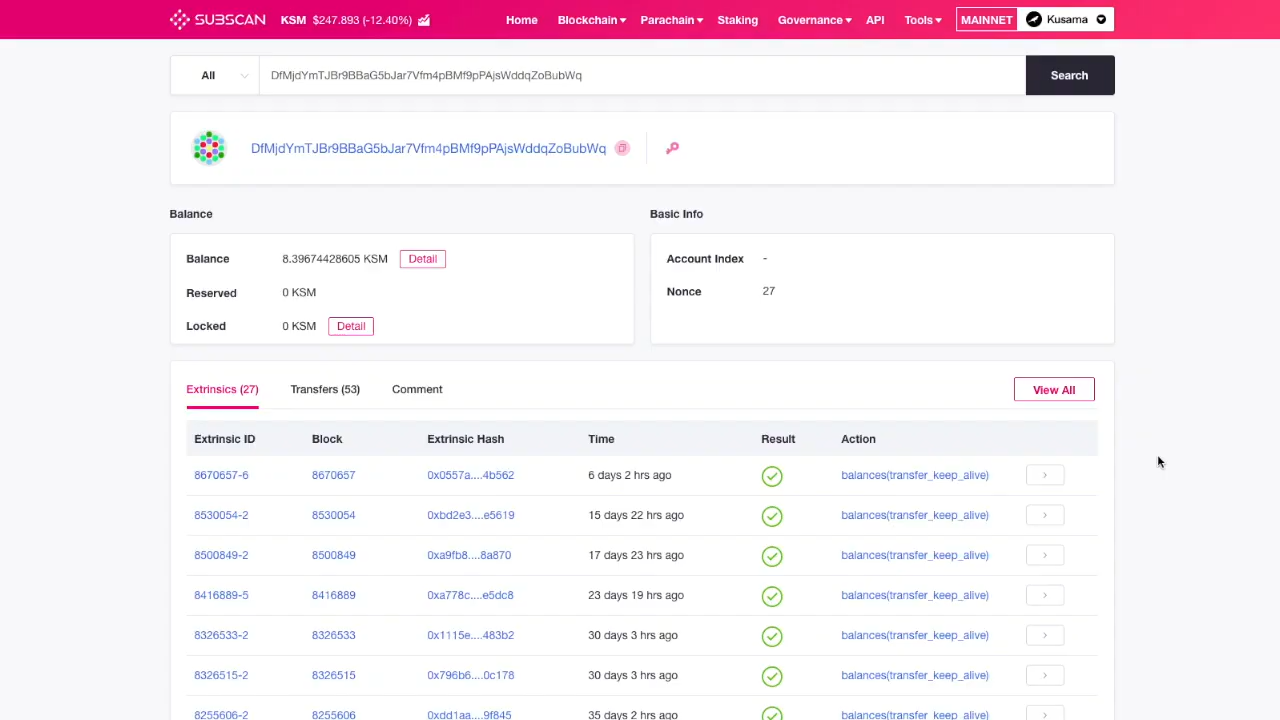 SUBSCAN KSM $247.893 (-12.40%) Home Blockchain Parachain Staking Governance API Tools MAINNET Kusama
All DfMjdYmTJBr9BBaG5bJar7Vfm4pBMf9pPAjsWddqZoBubWq Search
DfMjdYmTJBr9BBaG5bJar7Vfm4pBMf9pPAjsWddqZoBubWq
Balance Basic Info
Balance 8.39674428605 KSM Detail Account Index -
Reserved 0 KSM Nonce 27
Locked 0 KSM Detail
Extrinsics (27) Transfers (53) Comment View All
Extrinsic ID Block Extrinsic Hash Time Result Action
8670657-6 8670657 0x0557a....4b562 6 days 2 hrs ago balances(transfer_keep_alive)
8530054-2 8530054 0xbd2e3....e5619 15 days 22 hrs ago balances(transfer_keep_alive)
8500849-2 8500849 0xa9fb8....8a870 17 days 23 hrs ago balances(transfer_keep_alive)
8416889-5 8416889 0xa778c....e5dc8 23 days 19 hrs ago balances(transfer_keep_alive)
8326533-2 8326533 0x1115e....483b2 30 days 3 hrs ago balances(transfer_keep_alive)
8326515-2 8326515 0x796b6....0c178 30 days 3 hrs ago balances(transfer_keep_alive)
8255606-2 8255606 0xdd1aa....9f845 35 days 2 hrs ago balances(transfer_keep_alive)